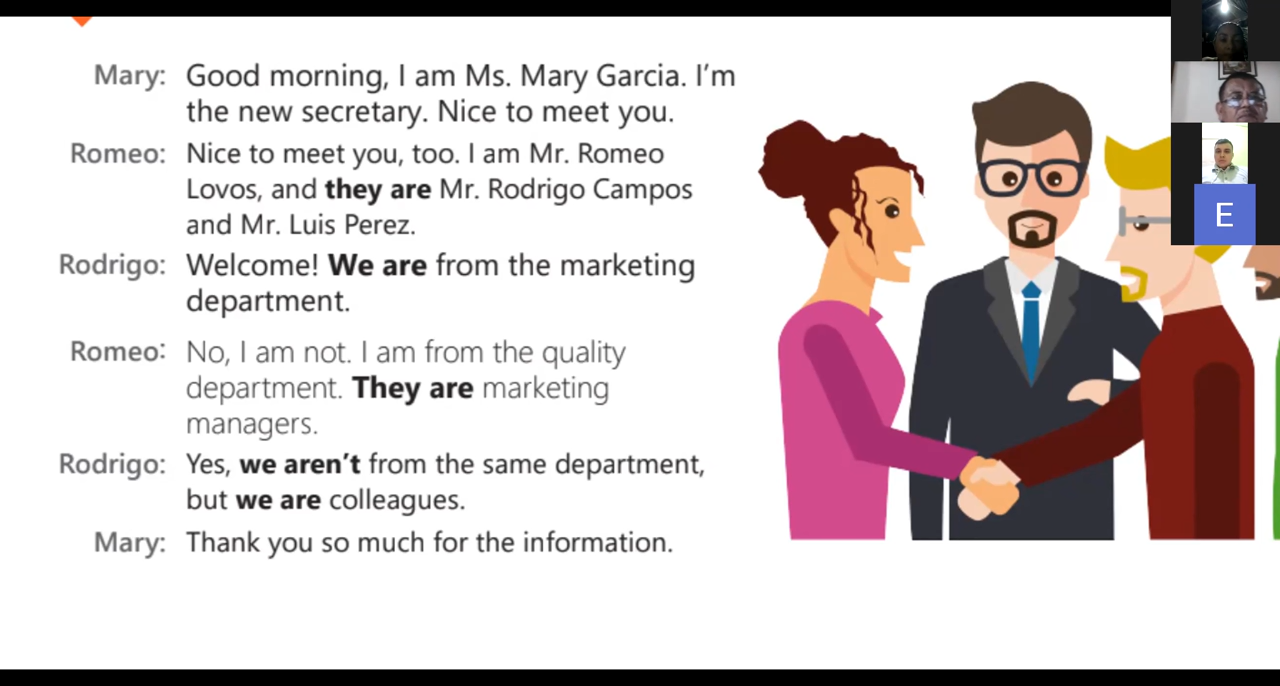 Mary: Good morning, I am Ms. Mary Garcia. I'm
the new secretary. Nice to meet you.
Romeo: Nice to meet you, too. I am Mr. Romeo
Lovos, and they are Mr. Rodrigo Campos
and Mr. Luis Perez.
Rodrigo: Welcome! We are from the marketing
department.
Romeo: No, I am not. I am from the quality
department. They are marketing
managers.
Rodrigo: Yes, we aren't from the same department,
but we are colleagues.
Mary: Thank you so much for the information.
E